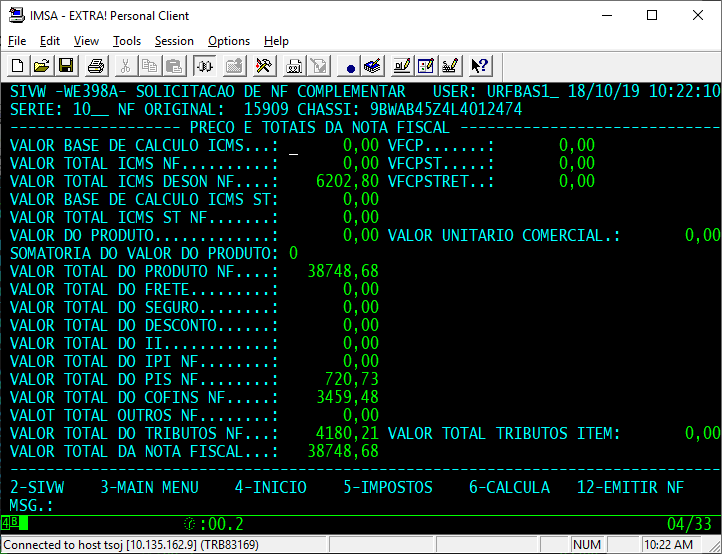 IMSA - EXTRA! Personal Client
File Edit View Tools Session Options Help
SIVW -WE398A- SOLICITACAO DE NF COMPLEMENTAR USER: URFBAS1_ 18/10/19 10:22:10
SERIE: 10__ NF ORIGINAL: 15909 CHASSI: 9BWAB45Z4L4012474
------------------- PRECO E TOTAIS DA NOTA FISCAL -----------------------------
VALOR BASE DE CALCULO ICMS...: _ 0,00 VFCP.......: 0,00
VALOR TOTAL ICMS NF..........: 0,00 VFCPST.....: 0,00
VALOR TOTAL ICMS DESON NF....: 6202,80 VFCPSTRET..: 0,00
VALOR BASE DE CALCULO ICMS ST: 0,00
VALOR TOTAL ICMS ST NF.......: 0,00
VALOR DO PRODUTO.............: 0,00 VALOR UNITARIO COMERCIAL.: 0,00
SOMATORIA DO VALOR DO PRODUTO: 0
VALOR TOTAL DO PRODUTO NF....: 38748,68
VALOR TOTAL DO FRETE.........: 0,00
VALOR TOTAL DO SEGURO........: 0,00
VALOR TOTAL DO DESCONTO......: 0,00
VALOR TOTAL DO II............: 0,00
VALOR TOTAL DO IPI NF........: 0,00
VALOR TOTAL DO PIS NF........: 720,73
VALOR TOTAL DO COFINS NF.....: 3459,48
VALOT TOTAL OUTROS NF........: 0,00
VALOR TOTAL DO TRIBUTOS NF...: 4180,21 VALOR TOTAL TRIBUTOS ITEM: 0,00
VALOR TOTAL DA NOTA FISCAL...: 38748,68
-------------------------------------------------------------------------------
2-SIVW 3-MAIN MENU 4-INICIO 5-IMPOSTOS 6-CALCULA 12-EMITIR NF
MSG.:
4B :00.2 04/33
Connected to host tsoj [10.135.162.9] (TRB83169) NUM 10:22 AM